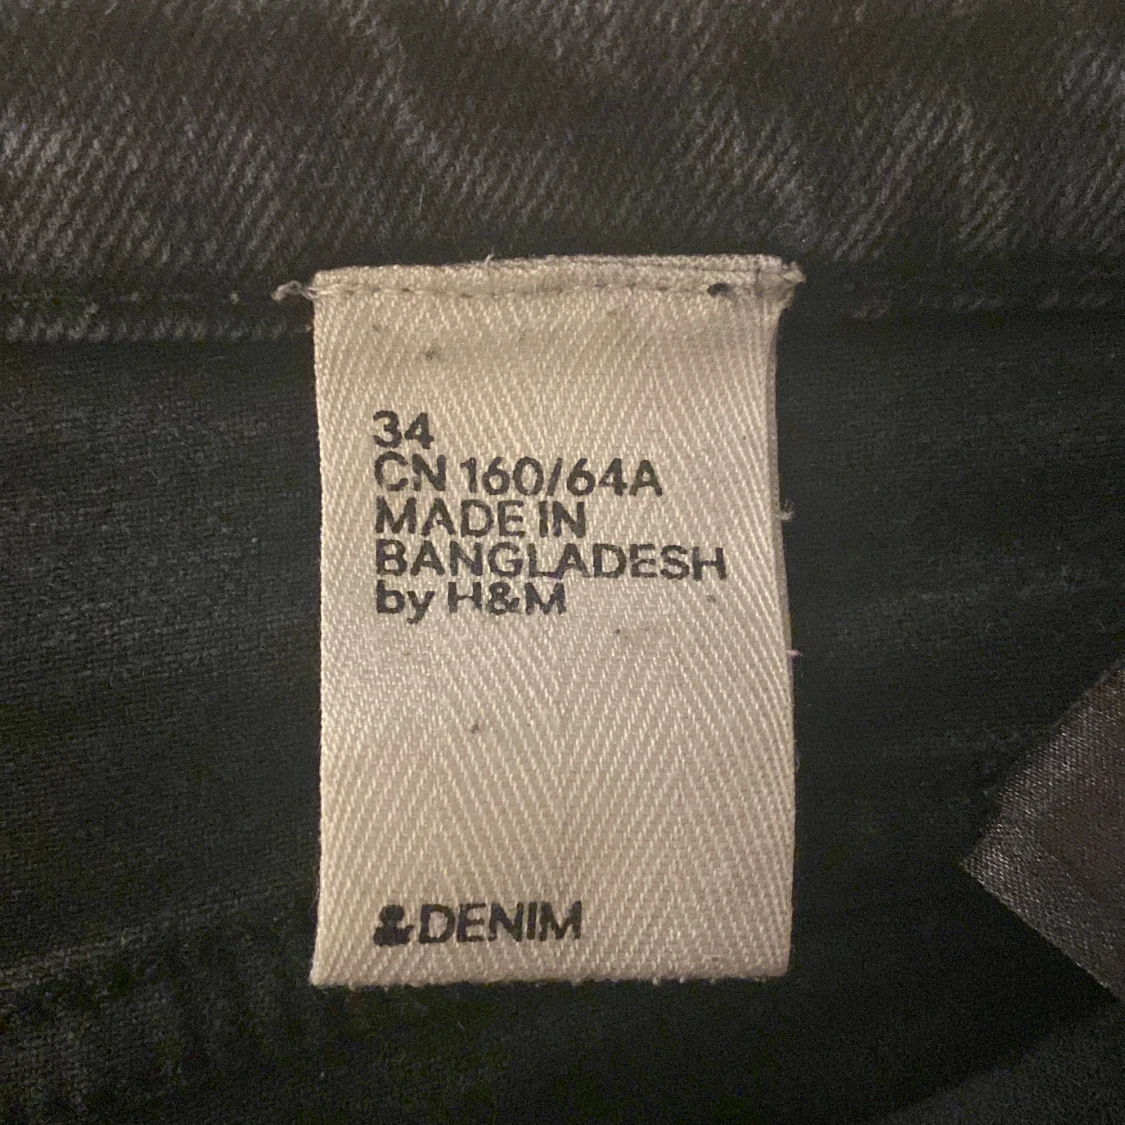 34
CN 160/64A
MADE IN
BANGLADESH
by H&M
&DENIM